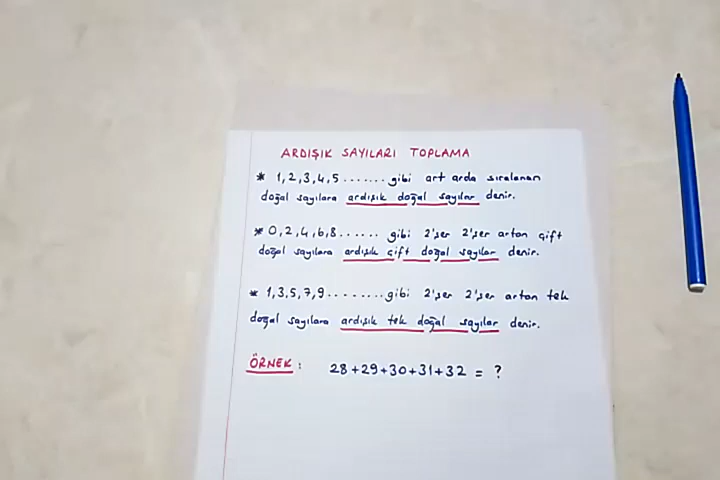 ARDIŞIK SAYILARI TOPLAMA
* 1,2,3,4,5 ....... gibi art arda sıralanan
doğal sayılara ardışık doğal sayılar denir.
* 0,2,4,6,8...... gibi 2'şer 2'şer artan çift
doğal sayılara ardışık çift doğal sayılar denir.
* 1,3,5,7,9........gibi 2'şer 2'şer artan tek
doğal sayılara ardışık tek doğal sayılar denir.
ÖRNEK : 28+29+30+31+32 = ?